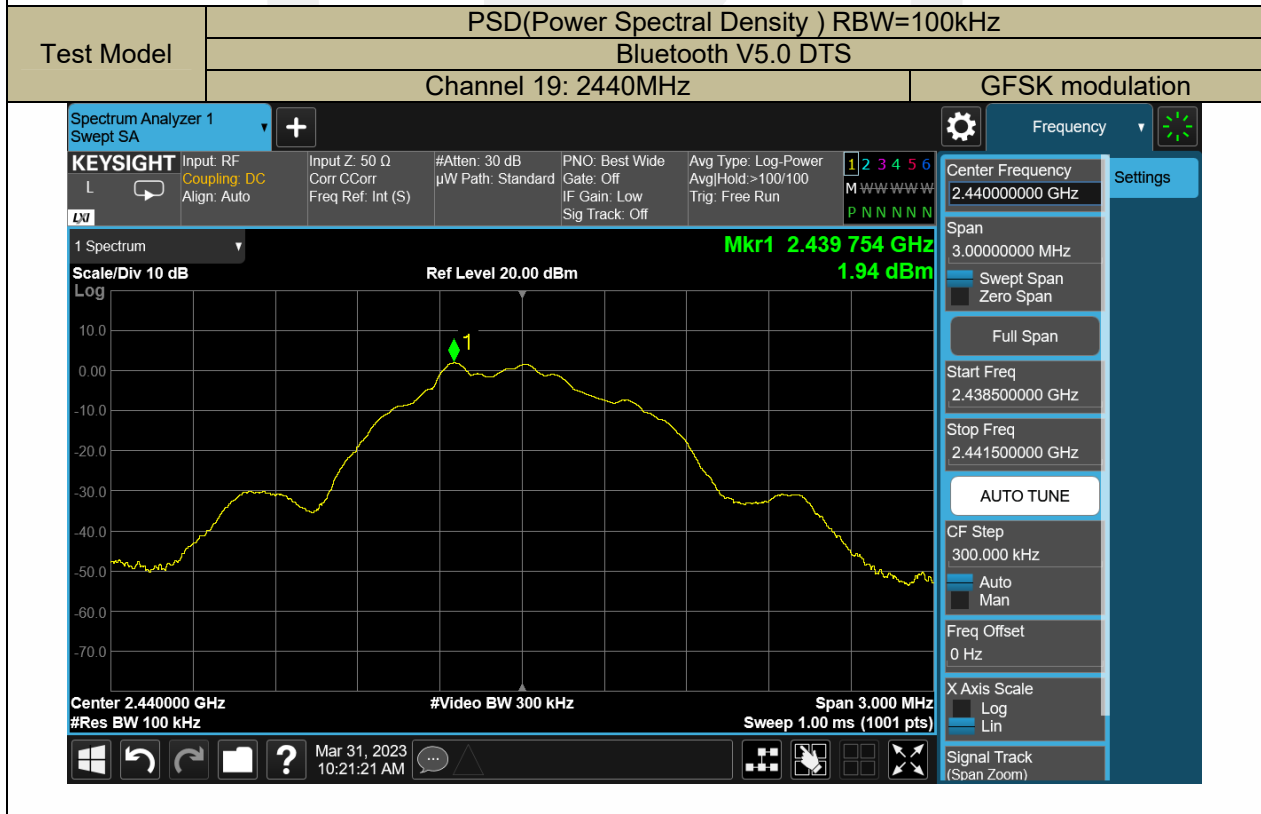 Test Model
PSD(Power Spectral Density ) RBW=100kHz
Bluetooth V5.0 DTS
Channel 19: 2440MHz
GFSK modulation
Spectrum Analyzer 1
Swept SA
Frequency
KEYSIGHT
L
LXI
Input: RF
Coupling: DC
Align: Auto
Input Z: 50 Ω
Corr CCorr
Freq Ref: Int (S)
#Atten: 30 dB
µW Path: Standard
PNO: Best Wide
Gate: Off
IF Gain: Low
Sig Track: Off
Avg Type: Log-Power
Avg|Hold:>100/100
Trig: Free Run
1 2 3 4 5 6
M W W W W W
P N N N N N
1 Spectrum
Mkr1 2.439 754 GHz
Scale/Div 10 dB
Ref Level 20.00 dBm
1.94 dBm
Log
1
10.0
0.00
-10.0
-20.0
-30.0
-40.0
-50.0
-60.0
-70.0
Center 2.440000 GHz
#Video BW 300 kHz
Span 3.000 MHz
#Res BW 100 kHz
Sweep 1.00 ms (1001 pts)
Mar 31, 2023
10:21:21 AM
?
Center Frequency
2.440000000 GHz
Settings
Span
3.00000000 MHz
Swept Span
Zero Span
Full Span
Start Freq
2.438500000 GHz
Stop Freq
2.441500000 GHz
AUTO TUNE
CF Step
300.000 kHz
Auto
Man
Freq Offset
0 Hz
X Axis Scale
Log
Lin
Signal Track
(Span Zoom)